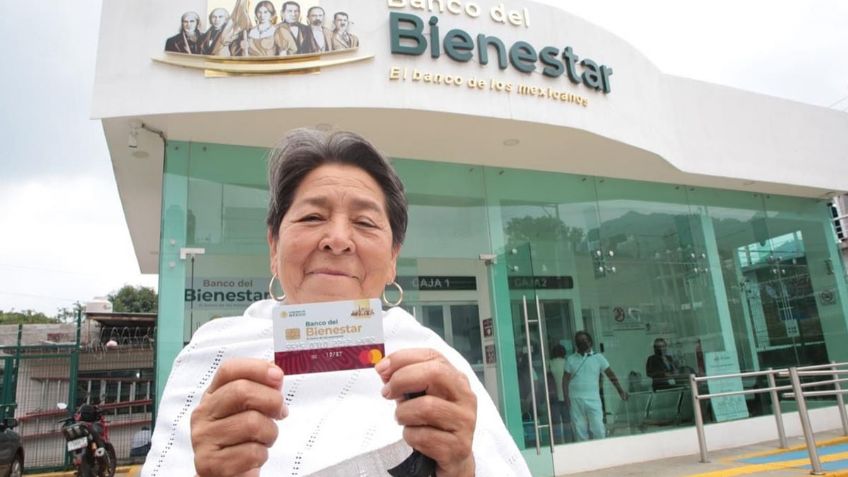 Banco del
Bienestar
El banco de los mexicanos
Banco del
Bienestar
CAJA 1
CAJA 2
Banco del
Bienestar